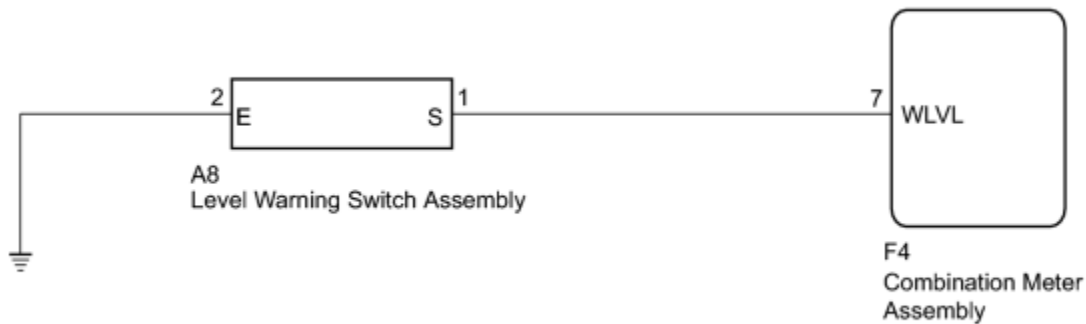 2
E
S
1
A8
Level Warning Switch Assembly
7
WLVL
F4
Combination Meter
Assembly